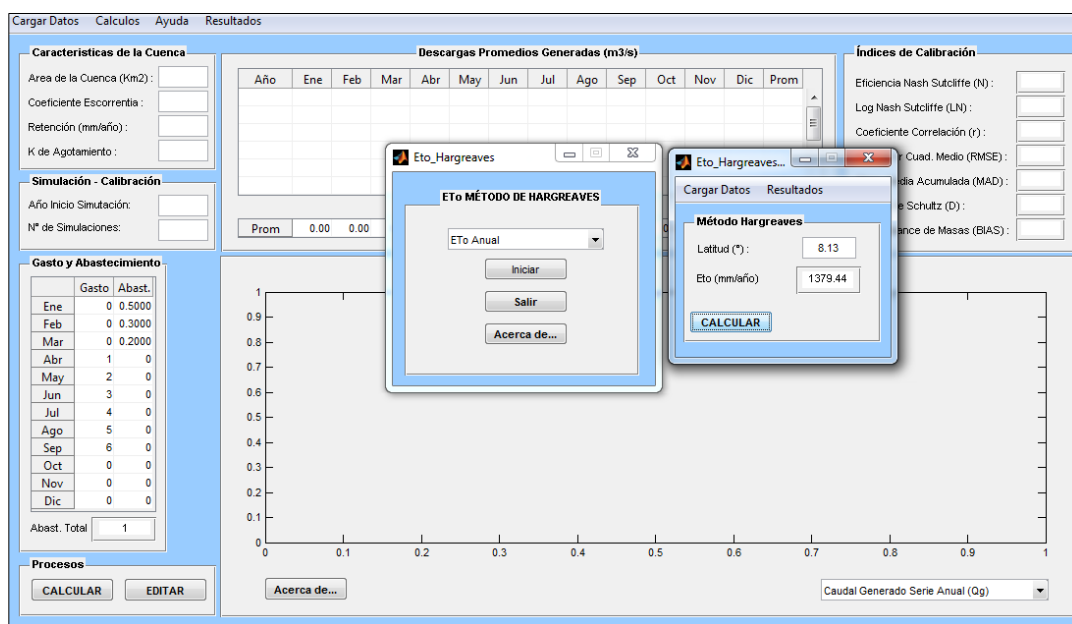 Cargar Datos Calculos Ayuda Resultados
Caracteristicas de la Cuenca
Area de la Cuenca (Km2) :
Coeficiente Escorrentia :
Retención (mm/año) :
K de Agotamiento :
Simulación - Calibración
Año Inicio Simutación:
N° de Simulaciones:
Gasto y Abastecimiento
Gasto Abast.
Ene 0 0.5000
Feb 0 0.3000
Mar 0 0.2000
Abr 1 0
May 2 0
Jun 3 0
Jul 4 0
Ago 5 0
Sep 6 0
Oct 0 0
Nov 0 0
Dic 0 0
Abast. Total 1
Procesos
CALCULAR EDITAR
Descargas Promedios Generadas (m3/s)
Año Ene Feb Mar Abr May Jun Jul Ago Sep Oct Nov Dic Prom
Prom 0.00 0.00
Índices de Calibración
Eficiencia Nash Sutcliffe (N) :
Log Nash Sutcliffe (LN) :
Coeficiente Correlación (r) :
Cuad. Medio (RMSE) :
Acumulada (MAD) :
Schultz (D) :
de Masas (BIAS) :
Eto_Hargreaves
ETo MÉTODO DE HARGREAVES
ETo Anual
Iniciar
Salir
Acerca de...
Eto_Hargreaves...
Cargar Datos Resultados
Método Hargreaves
Latitud (°) : 8.13
Eto (mm/año) 1379.44
CALCULAR
1
0.9
0.8
0.7
0.6
0.5
0.4
0.3
0.2
0.1
0
0 0.1 0.2 0.3 0.4 0.5 0.6 0.7 0.8 0.9 1
Acerca de...
Caudal Generado Serie Anual (Qg)